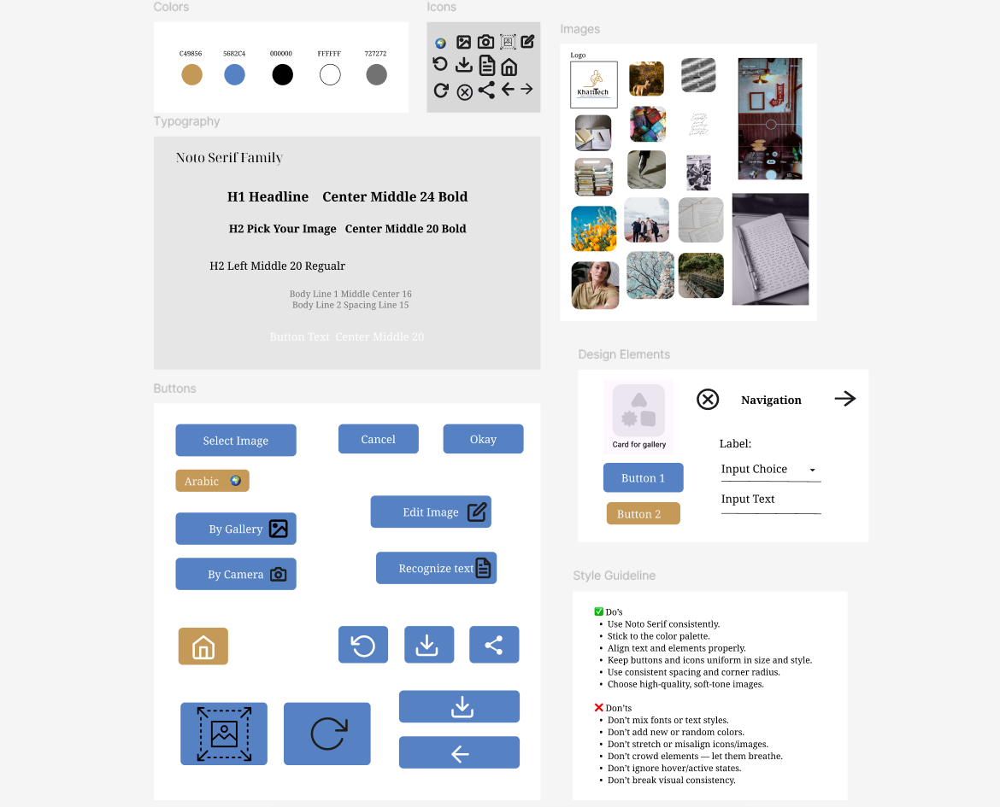 Colors
C49856 5682C4 000000 FFFFFF 727272
Icons
Images
Logo
KhattTech
Typography
Noto Serif Family
H1 Headline Center Middle 24 Bold
H2 Pick Your Image Center Middle 20 Bold
H2 Left Middle 20 Regualr
Body Line 1 Middle Center 16
Body Line 2 Spacing Line 15
Button Text Center Middle 20
Buttons
Select Image
Cancel
Okay
Arabic
Edit Image
By Gallery
Recognize text
By Camera
Design Elements
Navigation
Card for gallery
Label:
Input Choice
Button 1
Input Text
Button 2
Style Guideline
✅ Do's
• Use Noto Serif consistently.
• Stick to the color palette.
• Align text and elements properly.
• Keep buttons and icons uniform in size and style.
• Use consistent spacing and corner radius.
• Choose high-quality, soft-tone images.
❌ Don'ts
• Don't mix fonts or text styles.
• Don't add new or random colors.
• Don't stretch or misalign icons/images.
• Don't crowd elements — let them breathe.
• Don't ignore hover/active states.
• Don't break visual consistency.